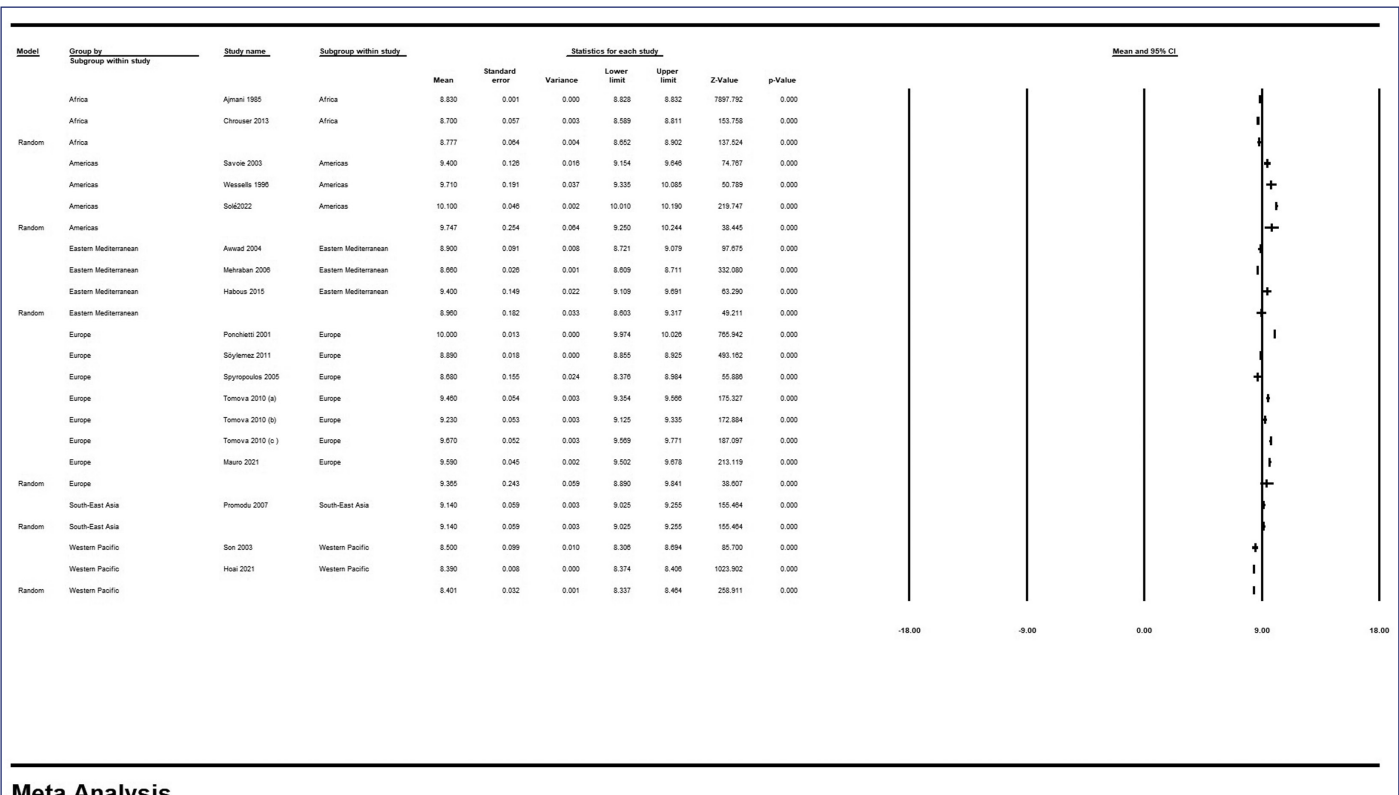 Model Group by Study name Subgroup within study Statistics for each study Mean and 95% CI
Subgroup within study
Mean Standard error Variance Lower limit Upper limit Z-Value p-Value
Africa Ajmani 1985 Africa 8.830 0.001 0.000 8.828 8.832 7897.792 0.000
Africa Chrouser 2013 Africa 8.700 0.057 0.003 8.589 8.811 153.758 0.000
Random Africa 8.777 0.064 0.004 8.652 8.902 137.524 0.000
Americas Savoie 2003 Americas 9.400 0.126 0.016 9.154 9.646 74.767 0.000
Americas Wessells 1996 Americas 9.710 0.191 0.037 9.335 10.085 50.789 0.000
Americas Solé2022 Americas 10.100 0.046 0.002 10.010 10.190 219.747 0.000
Random Americas 9.747 0.254 0.064 9.250 10.244 38.445 0.000
Eastern Mediterranean Awwad 2004 Eastern Mediterranean 8.900 0.091 0.008 8.721 9.079 97.675 0.000
Eastern Mediterranean Mehraban 2006 Eastern Mediterranean 8.660 0.026 0.001 8.609 8.711 332.080 0.000
Eastern Mediterranean Habous 2015 Eastern Mediterranean 9.400 0.149 0.022 9.109 9.691 63.290 0.000
Random Eastern Mediterranean 8.960 0.182 0.033 8.603 9.317 49.211 0.000
Europe Ponchietti 2001 Europe 10.000 0.013 0.000 9.974 10.026 765.942 0.000
Europe Söylemez 2011 Europe 8.890 0.018 0.000 8.855 8.925 493.162 0.000
Europe Spyropoulos 2005 Europe 8.680 0.155 0.024 8.376 8.984 55.886 0.000
Europe Tomova 2010 (a) Europe 9.460 0.054 0.003 9.354 9.566 175.327 0.000
Europe Tomova 2010 (b) Europe 9.230 0.053 0.003 9.125 9.335 172.884 0.000
Europe Tomova 2010 (c ) Europe 9.670 0.052 0.003 9.569 9.771 187.097 0.000
Europe Mauro 2021 Europe 9.590 0.045 0.002 9.502 9.678 213.119 0.000
Random Europe 9.365 0.243 0.059 8.890 9.841 38.607 0.000
South-East Asia Promodu 2007 South-East Asia 9.140 0.059 0.003 9.025 9.255 155.464 0.000
Random South-East Asia 9.140 0.059 0.003 9.025 9.255 155.464 0.000
Western Pacific Son 2003 Western Pacific 8.500 0.099 0.010 8.306 8.694 85.700 0.000
Western Pacific Hoai 2021 Western Pacific 8.390 0.008 0.000 8.374 8.406 1023.902 0.000
Random Western Pacific 8.401 0.032 0.001 8.337 8.464 258.911 0.000
-18.00 -9.00 0.00 9.00 18.00
Meta Analysis